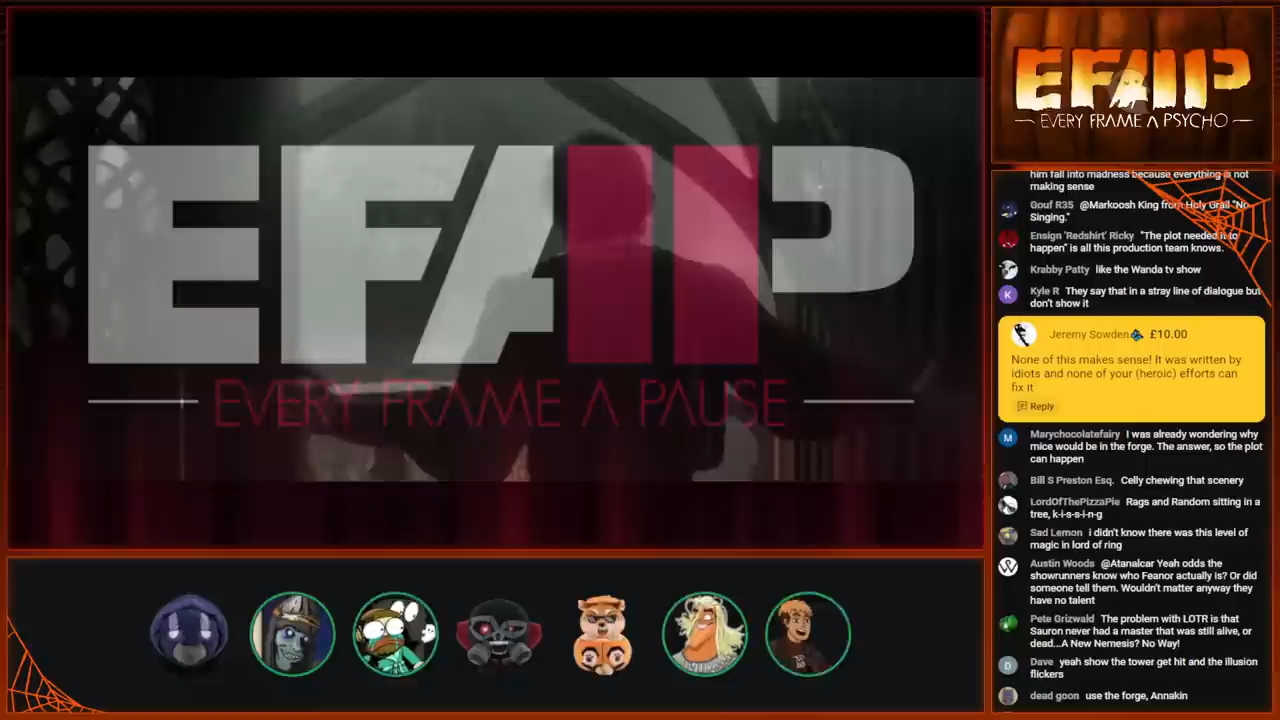 EFAP
EVERY FRAME A PAUSE
EFAP
EVERY FRAME A PSYCHO
him fall into madness because everything is not
making sense
Gouf R35 @Markoosh King from Holy Grail "No
Singing."
Ensign 'Redshirt' Ricky "The plot needed it to
happen" is all this production team knows.
Krabby Patty like the Wanda tv show
K
Kyle R They say that in a stray line of dialogue but
don't show it
Jeremy Sowden £10.00
None of this makes sense! It was written by
idiots and none of your (heroic) efforts can
fix it
Reply
M
Marychocolatefairy I was already wondering why
mice would be in the forge. The answer, so the plot
can happen
Bill S Preston Esq. Celly chewing that scenery
LordOfThePizzaPie Rags and Random sitting in a
tree, k-i-s-s-i-n-g
Sad Lemon i didn't know there was this level of
magic in lord of ring
Austin Woods @Atanalcar Yeah odds the
showrunners know who Feanor actually is? Or did
someone tell them. Wouldn't matter anyway they
have no talent
Pete Grizwald The problem with LOTR is that
Sauron never had a master that was still alive, or
dead...A New Nemesis? No Way!
D
Dave yeah show the tower get hit and the illusion
flickers
dead goon use the forge, Annakin